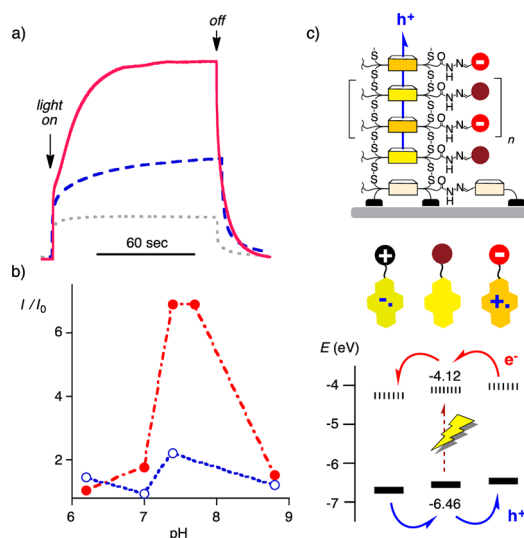 a)
off
light
on
60 sec
b)
I / I0
6
4
2
6
7
8
9
pH
c)
h+
S S O N N −
S S H
S S O N N
S S H
S S O N N −
S S H n
S S O N N
S S H
S S O N N
H
+ −
-. +.
E (eV)
e-
-4
-4.12
-5
-6
-6.46
-7
h+